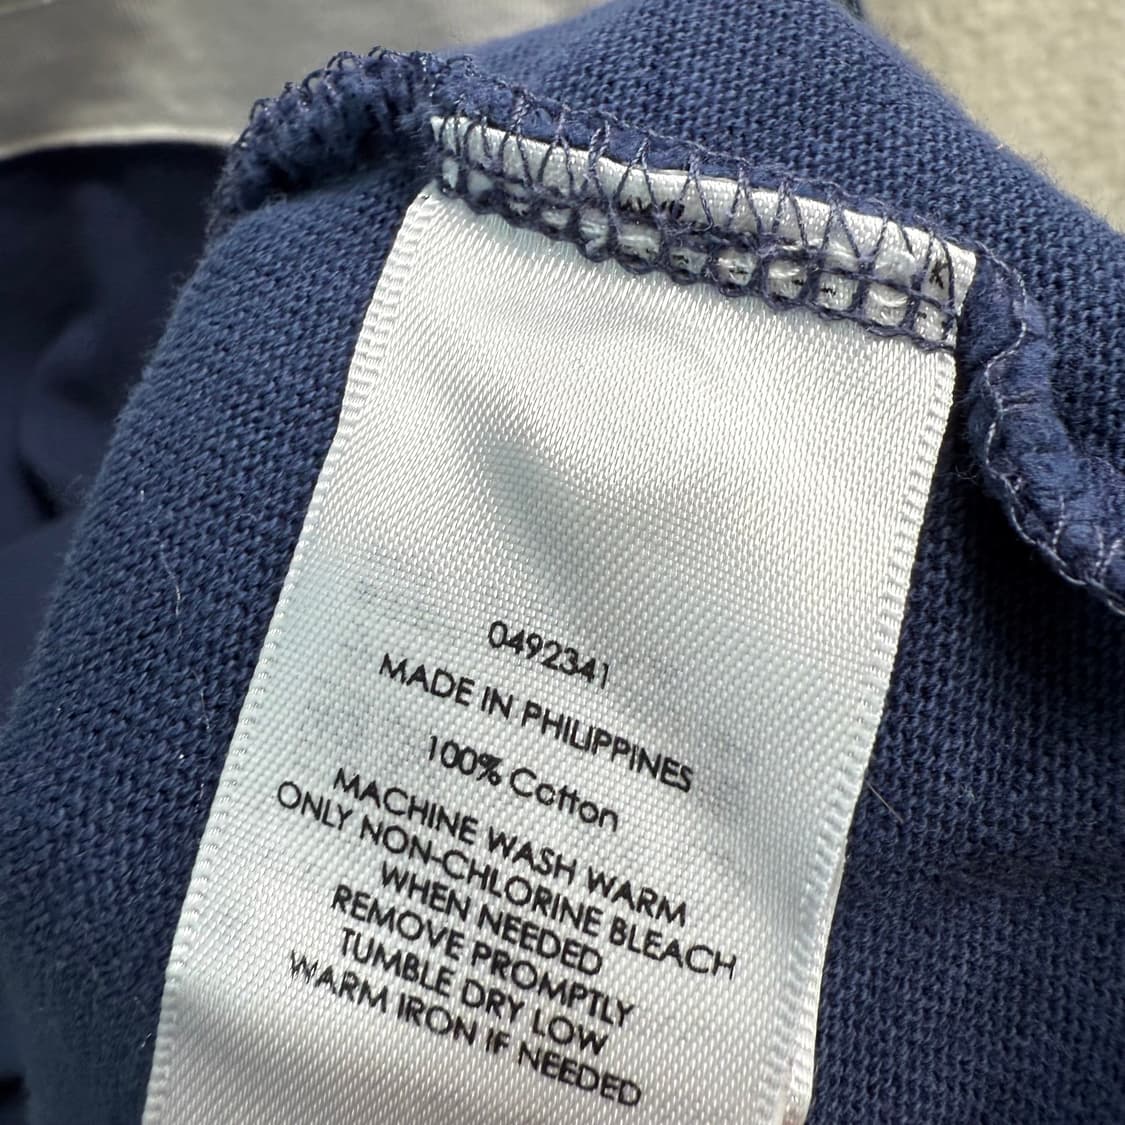 0492341
MADE IN PHILIPPINES
100% Cotton
MACHINE WASH WARM
ONLY NON-CHLORINE BLEACH
WHEN NEEDED
REMOVE PROMPTLY
TUMBLE DRY LOW
WARM IRON IF NEEDED